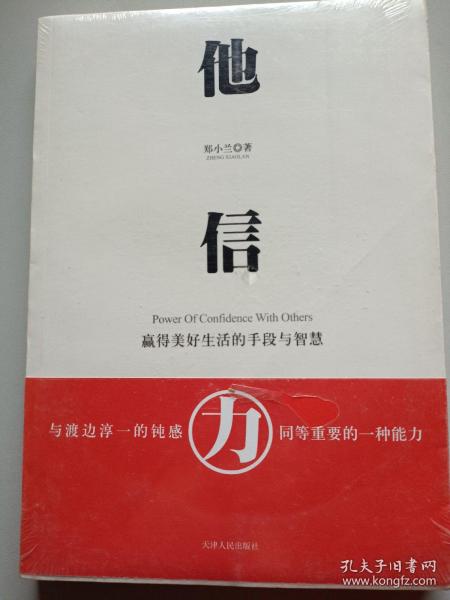 他
郑小兰◎著
ZHENG XIAOLAN
信
Power Of Confidence With Others
赢得美好生活的手段与智慧
与渡边淳一的钝感力同等重要的一种能力
天津人民出版社
孔夫子旧书网
www.kongfz.com